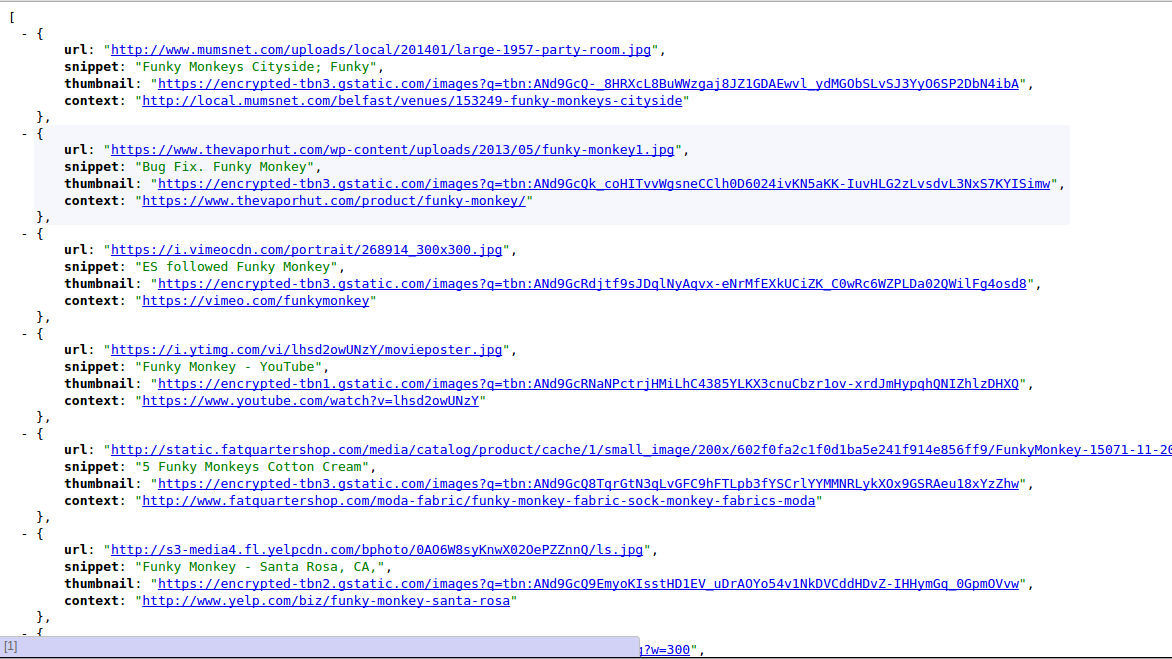 [
- {
url: "http://www.mumsnet.com/uploads/local/201401/large-1957-party-room.jpg",
snippet: "Funky Monkeys Cityside; Funky",
thumbnail: "https://encrypted-tbn3.gstatic.com/images?q=tbn:ANd9GcQ-_8HRXcL8BuWWzgaj8JZ1GDAEwvl_ydMGObSLvSJ3YyO6SP2DbN4ibA",
context: "http://local.mumsnet.com/belfast/venues/153249-funky-monkeys-cityside"
},
- {
url: "https://www.thevaporhut.com/wp-content/uploads/2013/05/funky-monkey1.jpg",
snippet: "Bug Fix. Funky Monkey",
thumbnail: "https://encrypted-tbn3.gstatic.com/images?q=tbn:ANd9GcQk_coHITvvWgsneCClh0D6024ivKN5aKK-IuvHLG2zLvsdvL3NxS7KYISimw",
context: "https://www.thevaporhut.com/product/funky-monkey/"
},
- {
url: "https://i.vimeocdn.com/portrait/268914_300x300.jpg",
snippet: "ES followed Funky Monkey",
thumbnail: "https://encrypted-tbn3.gstatic.com/images?q=tbn:ANd9GcRdjtf9sJDqlNyAqvx-eNrMfEXkUCiZK_C0wRc6WZPLDa02QWilFg4osd8",
context: "https://vimeo.com/funkymonkey"
},
- {
url: "https://i.ytimg.com/vi/lhsd2owUNzY/movieposter.jpg",
snippet: "Funky Monkey - YouTube",
thumbnail: "https://encrypted-tbn1.gstatic.com/images?q=tbn:ANd9GcRNaNPctrjHMiLhC4385YLKX3cnuCbzr1ov-xrdJmHypqhQNIZhlzDHXQ",
context: "https://www.youtube.com/watch?v=lhsd2owUNzY"
},
- {
url: "http://static.fatquartershop.com/media/catalog/product/cache/1/small_image/200x/602f0fa2c1f0d1ba5e241f914e856ff9/FunkyMonkey-15071-11-20
snippet: "5 Funky Monkeys Cotton Cream",
thumbnail: "https://encrypted-tbn3.gstatic.com/images?q=tbn:ANd9GcQ8TqrGtN3qLvGFC9hFTLpb3fYSCrlYYMMNRLykXOx9GSRAeu18xYzZhw",
context: "http://www.fatquartershop.com/moda-fabric/funky-monkey-fabric-sock-monkey-fabrics-moda"
},
- {
url: "http://s3-media4.fl.yelpcdn.com/bphoto/0AO6W8syKnwX02OePZZnnQ/ls.jpg",
snippet: "Funky Monkey - Santa Rosa, CA,",
thumbnail: "https://encrypted-tbn2.gstatic.com/images?q=tbn:ANd9GcQ9EmyoKIsstHD1EV_uDrAOYo54v1NkDVCddHDvZ-IHHymGq_0GpmOVvw",
context: "http://www.yelp.com/biz/funky-monkey-santa-rosa"
},
- {
[1]
?w=300",